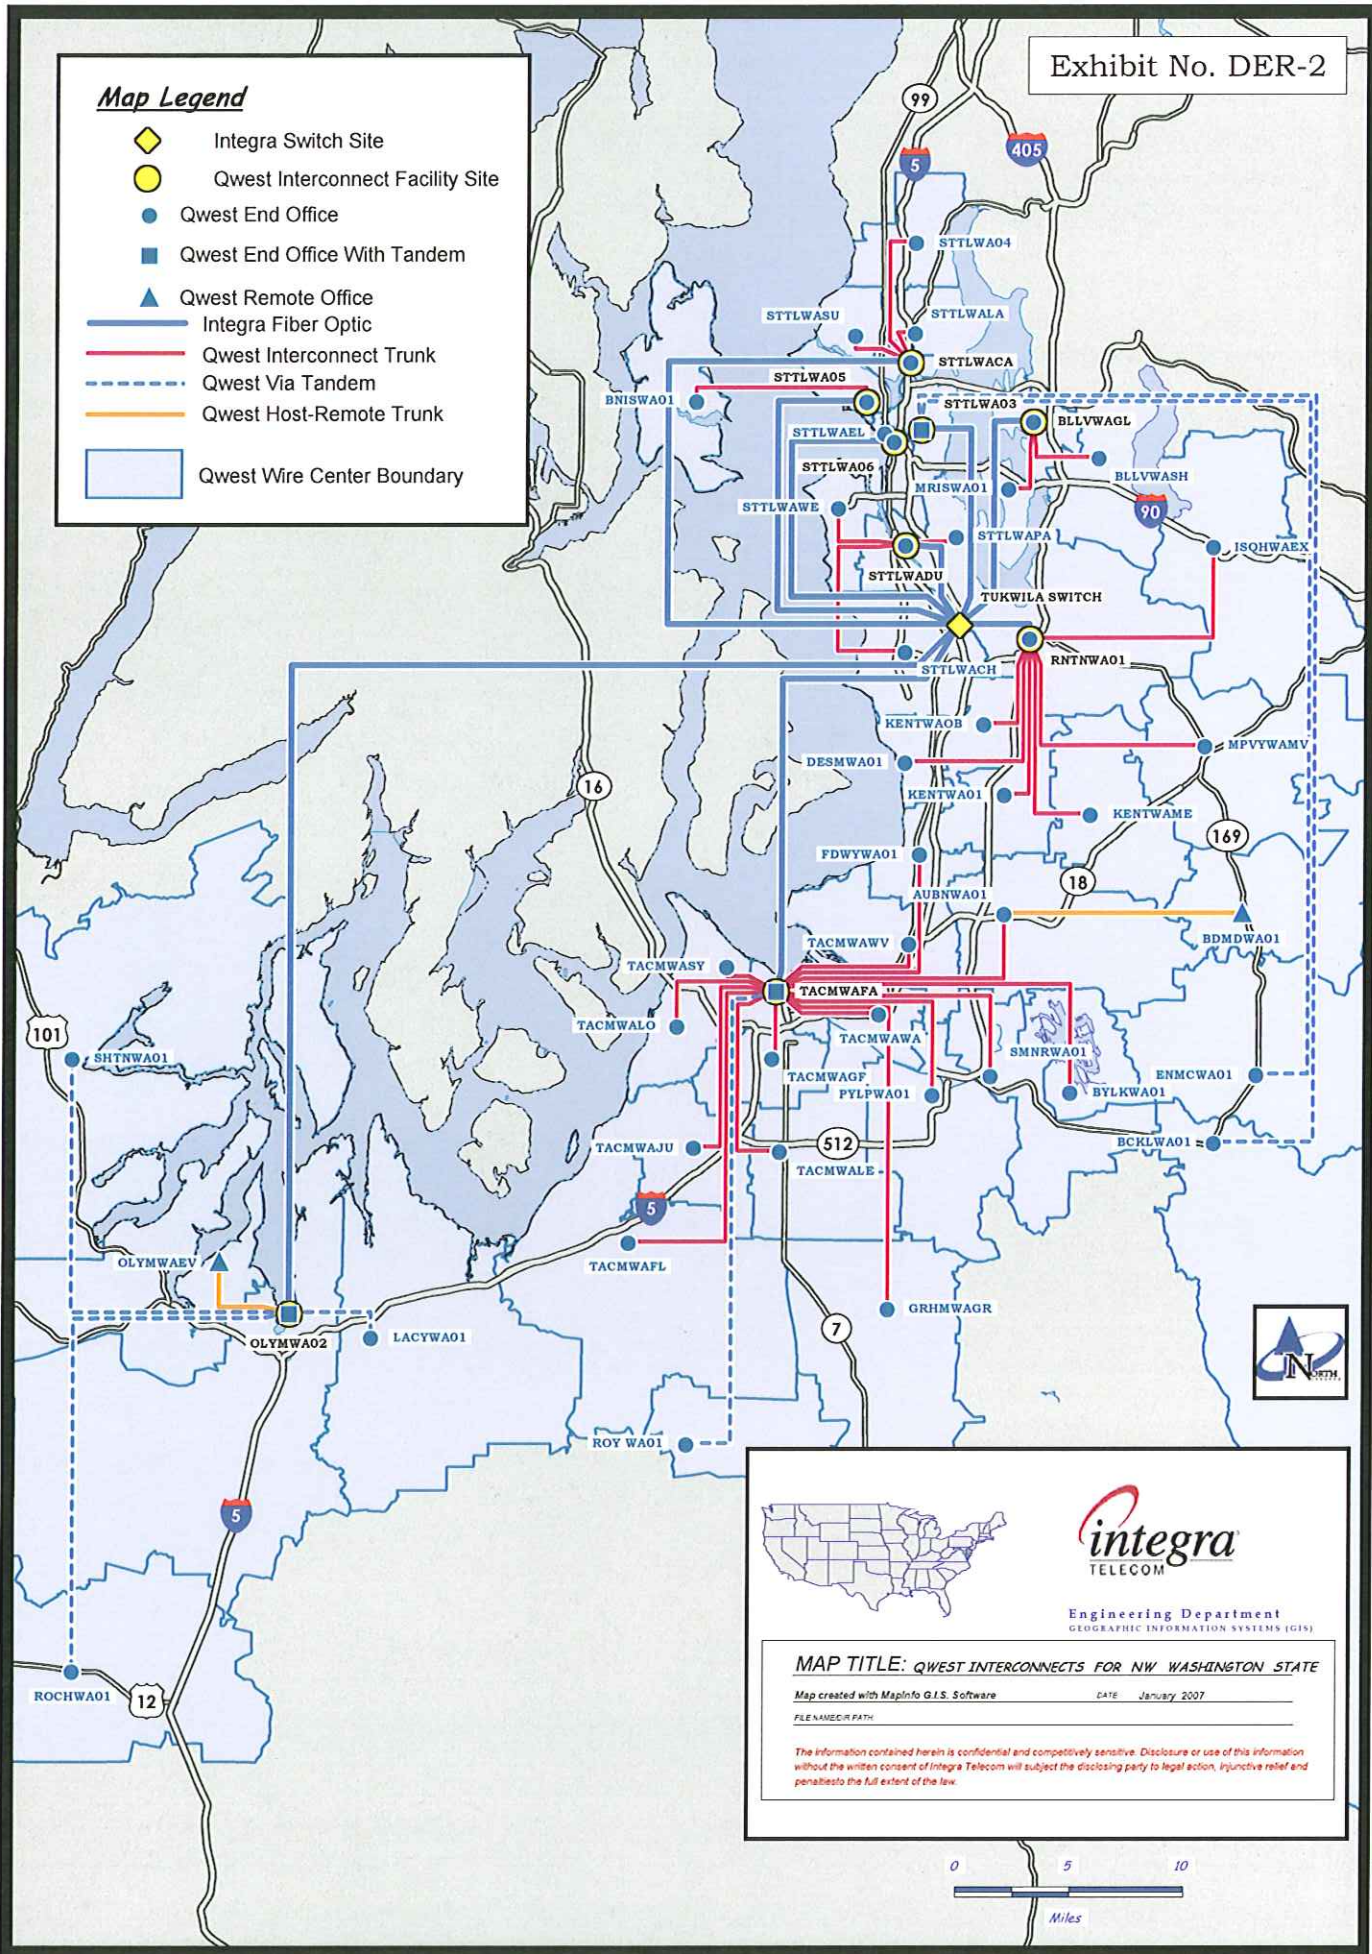 Exhibit No. DER-2
Map Legend
Integra Switch Site
Qwest Interconnect Facility Site
Qwest End Office
Qwest End Office With Tandem
Qwest Remote Office
Integra Fiber Optic
Qwest Interconnect Trunk
Qwest Via Tandem
Qwest Host-Remote Trunk
Qwest Wire Center Boundary
99
5
405
STTLWA04
STTLWASU
STTLWALA
STTLWACA
STTLWA05
BNISWA01
STTLWA03
BLLVWAGL
STTLWAEL
STTLWA06
BLLVWASH
MRISWA01
STTLWAWE
90
STTLWAPA
ISQHWAEX
STTLWADU
TUKWILA SWITCH
RNTNWA01
STTLWACH
KENTWAOB
MPVYWAMV
DESMWA01
16
KENTWA01
KENTWAME
169
FDWYWA01
18
AUBNWA01
BDMDWA01
TACMWAWV
TACMWASY
TACMWAFA
TACMWALO
101
TACMWAWA
SHTNWA01
SMNRWA01
TACMWAGF
ENMCWA01
PYLPWA01
BYLKWA01
BCKLWA01
512
TACMWAJU
TACMWALE
5
OLYMWAEV
TACMWAFL
GRHMWAGR
7
LACYWA01
OLYMWA02
NORTH
ROY WA01
5
ROCHWA01
12
integra
TELECOM
Engineering Department
GEOGRAPHIC INFORMATION SYSTEMS (GIS)
MAP TITLE: QWEST INTERCONNECTS FOR NW WASHINGTON STATE
Map created with MapInfo G.I.S. Software DATE: January 2007
FILE NAME/DIR PATH:
The information contained herein is confidential and competitively sensitive. Disclosure or use of this information
without the written consent of Integra Telecom will subject the disclosing party to legal action, injunctive relief and
penaltiesto the full extent of the law.
0 5 10
Miles